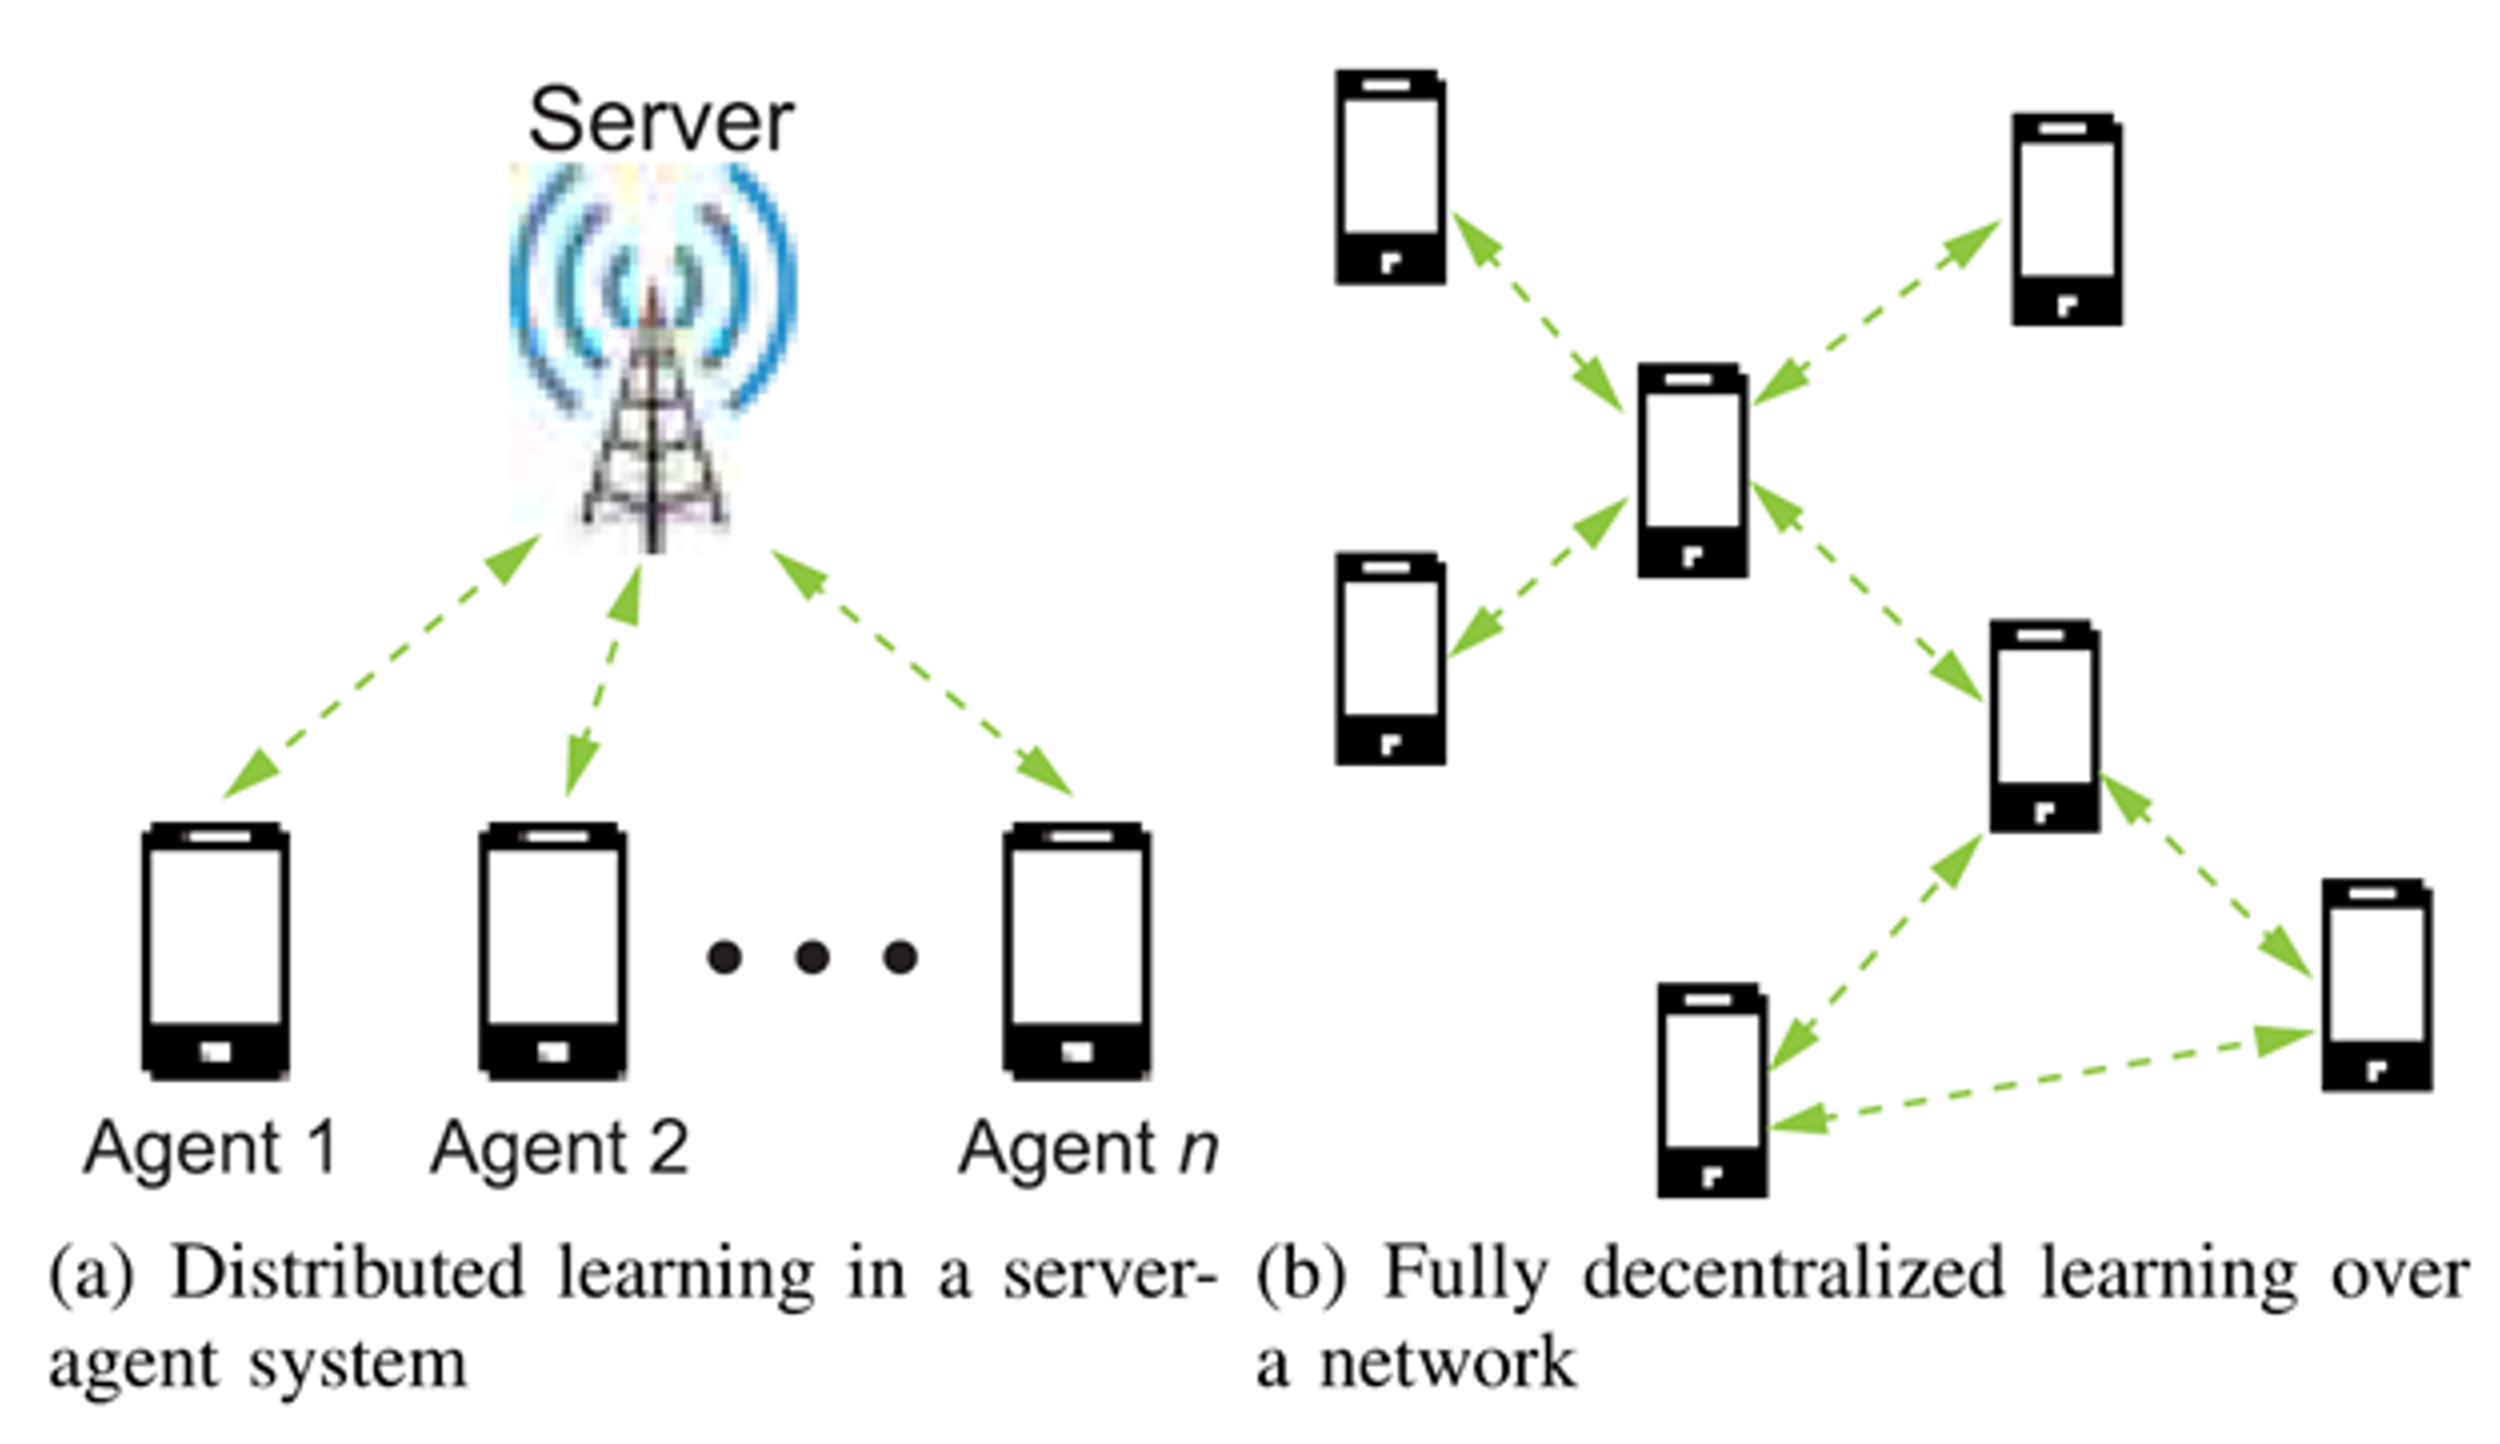 Server
Agent 1
Agent 2
Agent n
(a) Distributed learning in a server-
agent system
(b) Fully decentralized learning over
a network